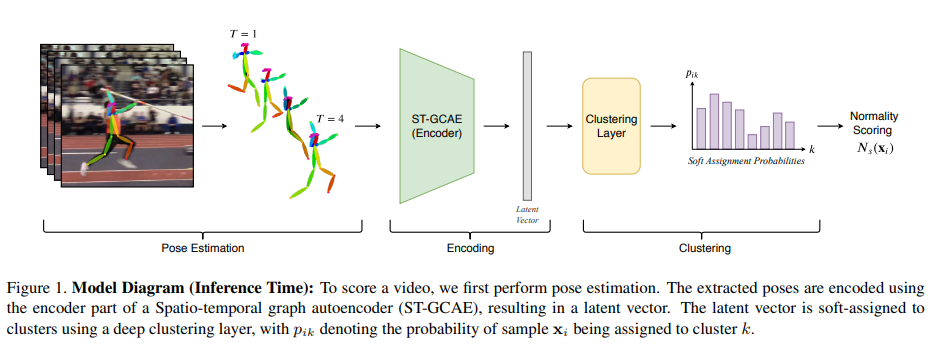 T = 1
T = 4
ST-GCAE
(Encoder)
Latent
Vector
Clustering
Layer
p_{ik}
k
Soft Assignment Probabilities
Normality
Scoring
N_s(x_i)
Pose Estimation
Encoding
Clustering
Figure 1. Model Diagram (Inference Time): To score a video, we first perform pose estimation. The extracted poses are encoded using
the encoder part of a Spatio-temporal graph autoencoder (ST-GCAE), resulting in a latent vector. The latent vector is soft-assigned to
clusters using a deep clustering layer, with p_{ik} denoting the probability of sample x_i being assigned to cluster k.